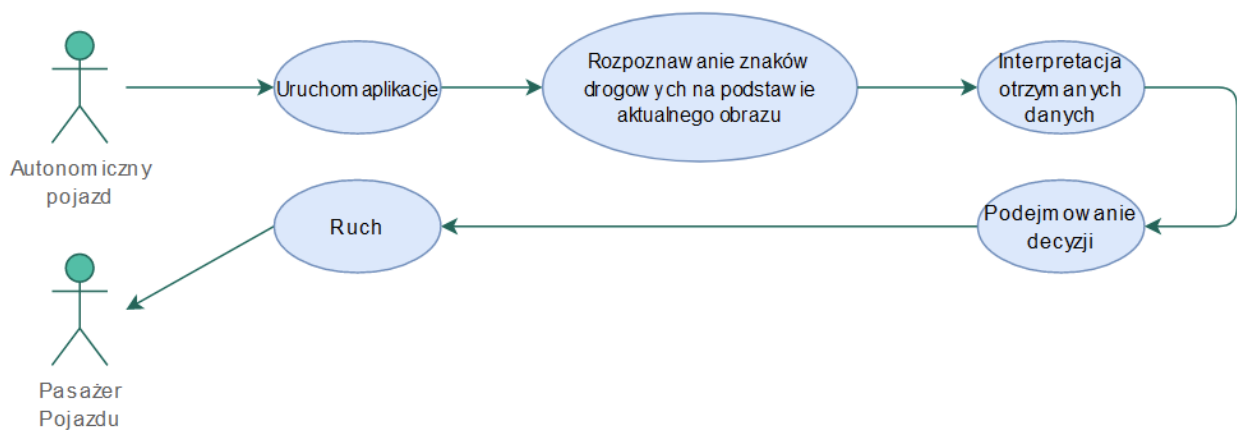 Uruchom aplikacje
Rozpoznawanie znaków
drogowych na podstawie
aktualnego obrazu
Interpretacja
otrzymanych
danych
Autonomiczny
pojazd
Ruch
Podejmowanie
decyzji
Pasażer
Pojazdu